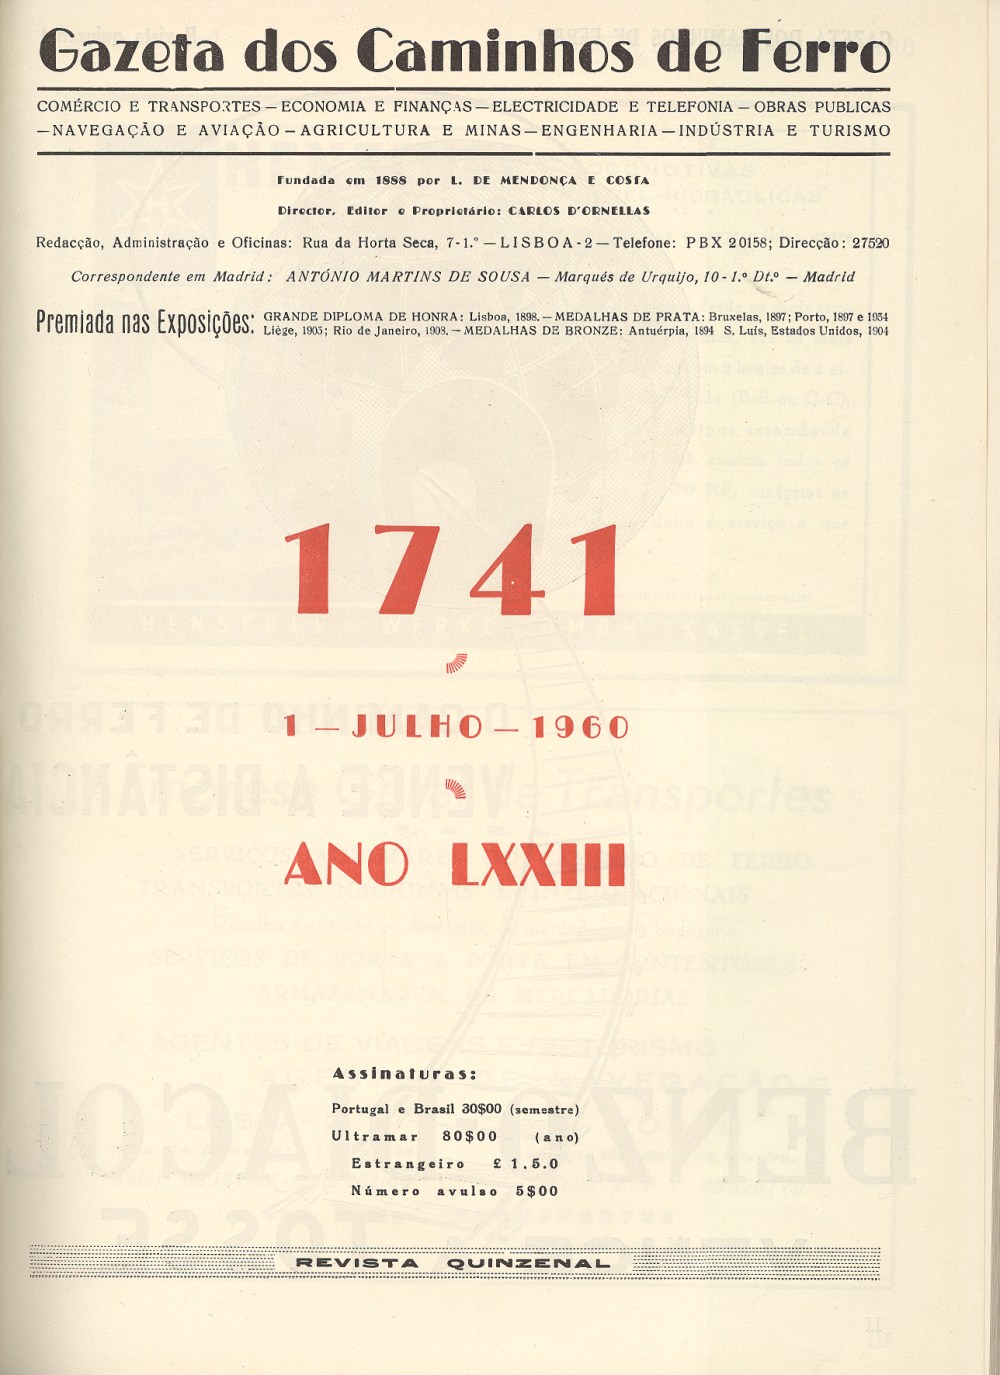 Gazeta dos Caminhos de Ferro
COMÉRCIO E TRANSPORTES — ECONOMIA E FINANÇAS — ELECTRICIDADE E TELEFONIA — OBRAS PUBLICAS
— NAVEGAÇÃO E AVIAÇÃO — AGRICULTURA E MINAS — ENGENHARIA — INDÚSTRIA E TURISMO
Fundada em 1888 por L. DE MENDONÇA E COSTA
Director, Editor e Proprietário: CARLOS D'ORNELLAS
Redacção, Administração e Oficinas: Rua da Horta Seca, 7-1.º — LISBOA-2 — Telefone: PBX 20158; Direcção: 27520
Correspondente em Madrid: ANTÓNIO MARTINS DE SOUSA — Marqués de Urquijo, 10-1.º Dt.º — Madrid
Premiada nas Exposições: GRANDE DIPLOMA DE HONRA: Lisboa, 1898. — MEDALHAS DE PRATA: Bruxelas, 1897; Porto, 1897 e 1934
Liège, 1905; Rio de Janeiro, 1908. — MEDALHAS DE BRONZE: Antuérpia, 1894 S. Luís, Estados Unidos, 1904
1741
1 — JULHO — 1960
ANO LXXIII
Assinaturas:
Portugal e Brasil 30$00 (semestre)
Ultramar 80$00 (ano)
Estrangeiro £ 1.5.0
Número avulso 5$00
REVISTA QUINZENAL